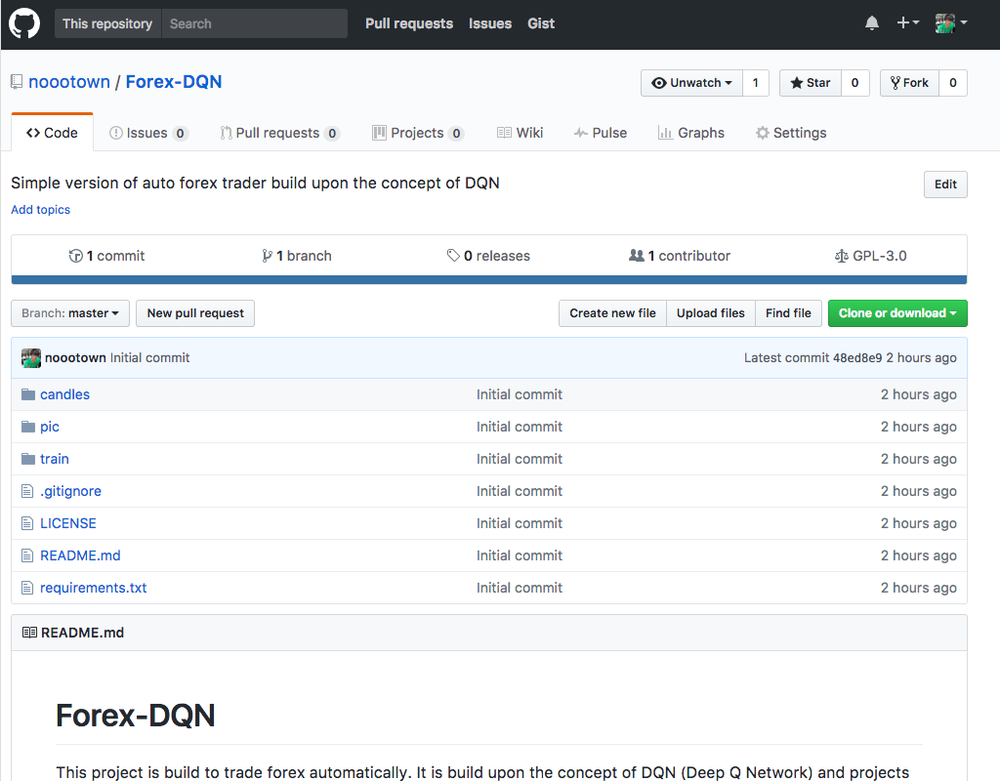 This repository Search Pull requests Issues Gist
noootown / Forex-DQN Unwatch 1 Star 0 Fork 0
Code Issues 0 Pull requests 0 Projects 0 Wiki Pulse Graphs Settings
Simple version of auto forex trader build upon the concept of DQN Edit
Add topics
1 commit 1 branch 0 releases 1 contributor GPL-3.0
Branch: master New pull request Create new file Upload files Find file Clone or download
noootown Initial commit Latest commit 48ed8e9 2 hours ago
candles Initial commit 2 hours ago
pic Initial commit 2 hours ago
train Initial commit 2 hours ago
.gitignore Initial commit 2 hours ago
LICENSE Initial commit 2 hours ago
README.md Initial commit 2 hours ago
requirements.txt Initial commit 2 hours ago
README.md
Forex-DQN
This project is build to trade forex automatically. It is build upon the concept of DQN (Deep Q Network) and projects